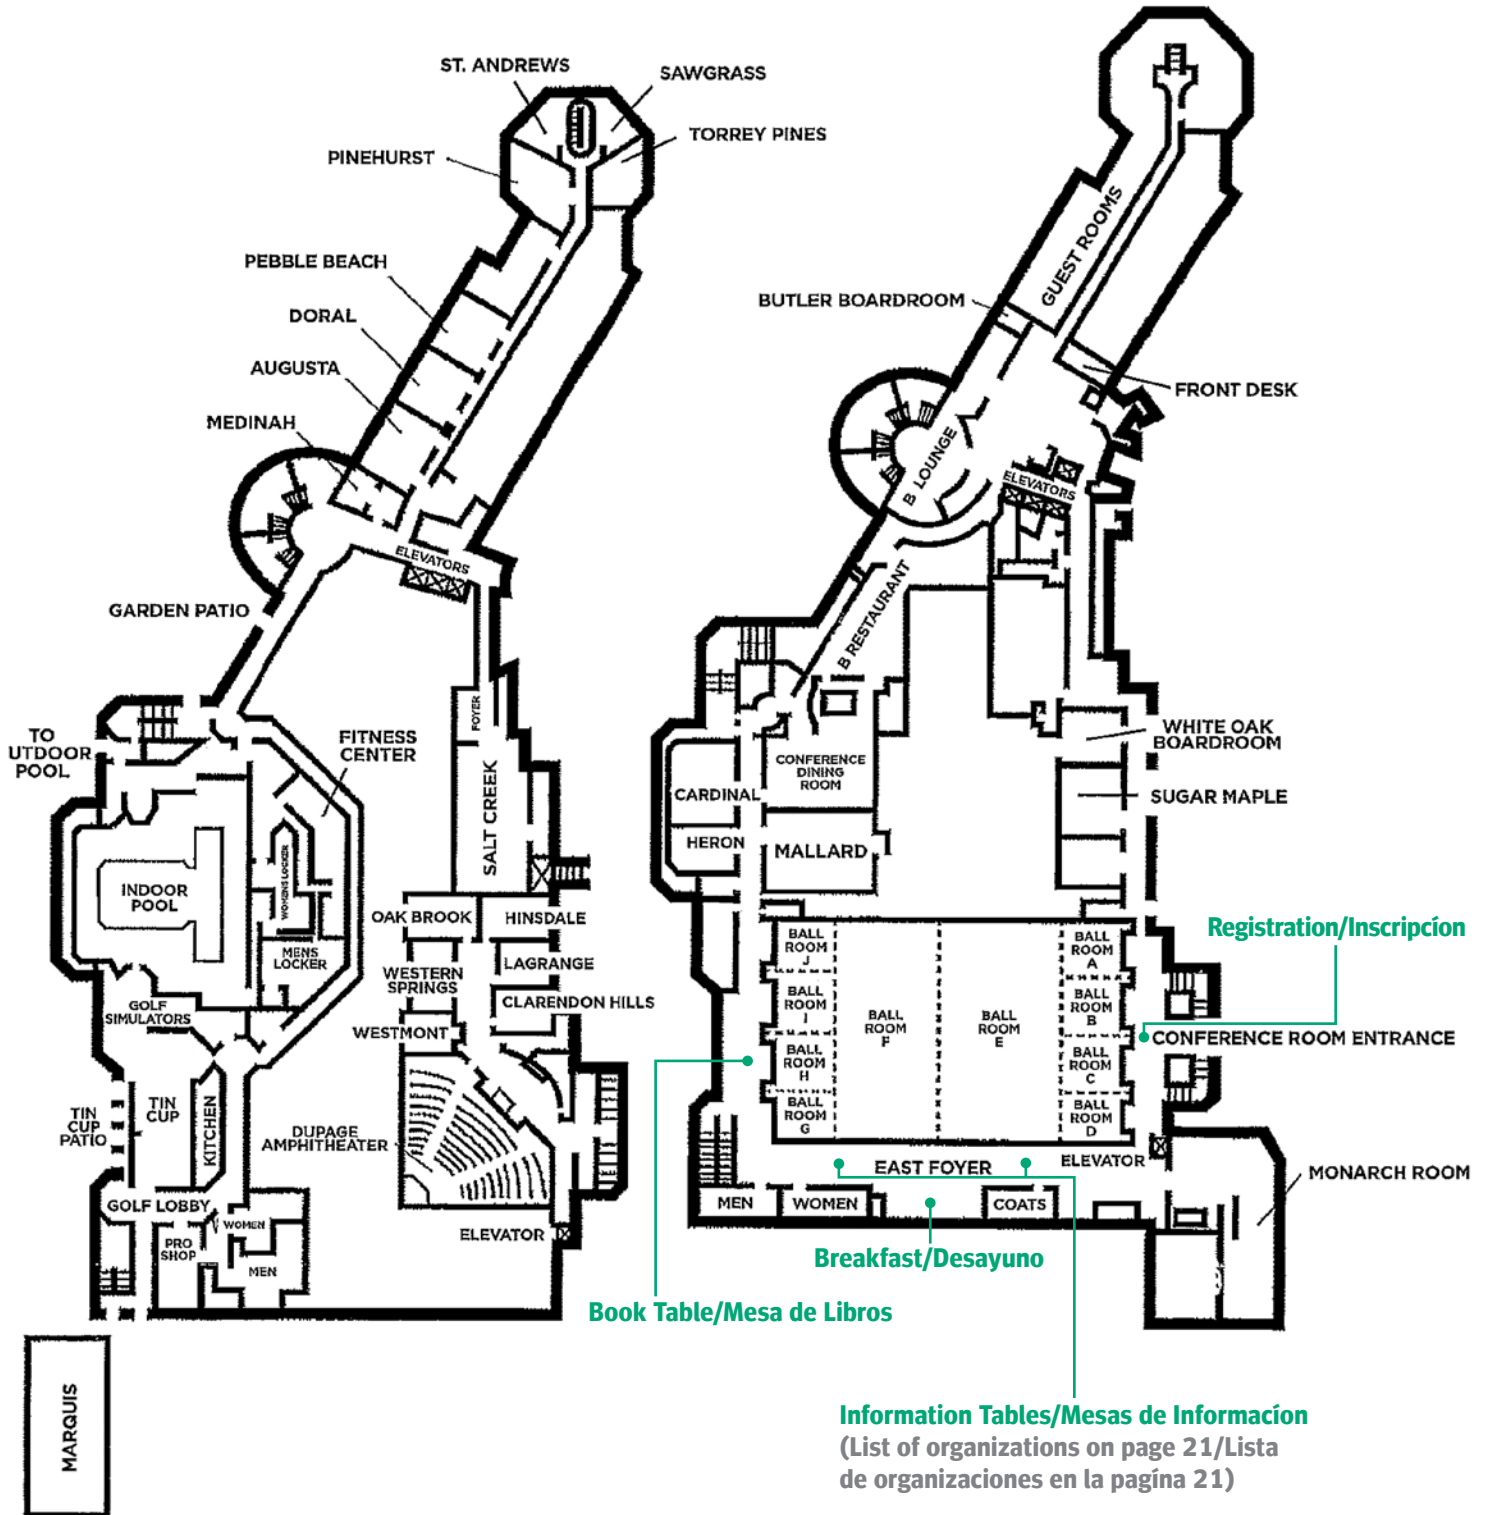 ST. ANDREWS
SAWGRASS
TORREY PINES
PINEHURST
PEBBLE BEACH
DORAL
AUGUSTA
MEDINAH
ELEVATORS
GARDEN PATIO
FOYER
TO
UTDOOR
POOL
FITNESS
CENTER
SALT CREEK
WOMENS LOCKER
INDOOR
POOL
OAK BROOK
HINSDALE
MENS
LOCKER
WESTERN
SPRINGS
LAGRANGE
CLARENDON HILLS
GOLF
SIMULATORS
WESTMONT
TIN
CUP
TIN
CUP
PATIO
KITCHEN
DUPAGE
AMPHITHEATER
GOLF LOBBY
WOMEN
PRO
SHOP
MEN
ELEVATOR
MARQUIS
GUEST ROOMS
BUTLER BOARDROOM
FRONT DESK
B LOUNGE
ELEVATORS
B RESTAURANT
WHITE OAK
BOARDROOM
CONFERENCE
DINING
ROOM
CARDINAL
SUGAR MAPLE
HERON
MALLARD
BALL
ROOM
J
BALL
ROOM
A
Registration/Inscripcíon
BALL
ROOM
I
BALL
ROOM
F
BALL
ROOM
E
BALL
ROOM
B
CONFERENCE ROOM ENTRANCE
BALL
ROOM
H
BALL
ROOM
C
BALL
ROOM
G
BALL
ROOM
D
EAST FOYER
ELEVATOR
MONARCH ROOM
MEN
WOMEN
COATS
Breakfast/Desayuno
Book Table/Mesa de Libros
Information Tables/Mesas de Informacíon
(List of organizations on page 21/Lista
de organizaciones en la pagína 21)